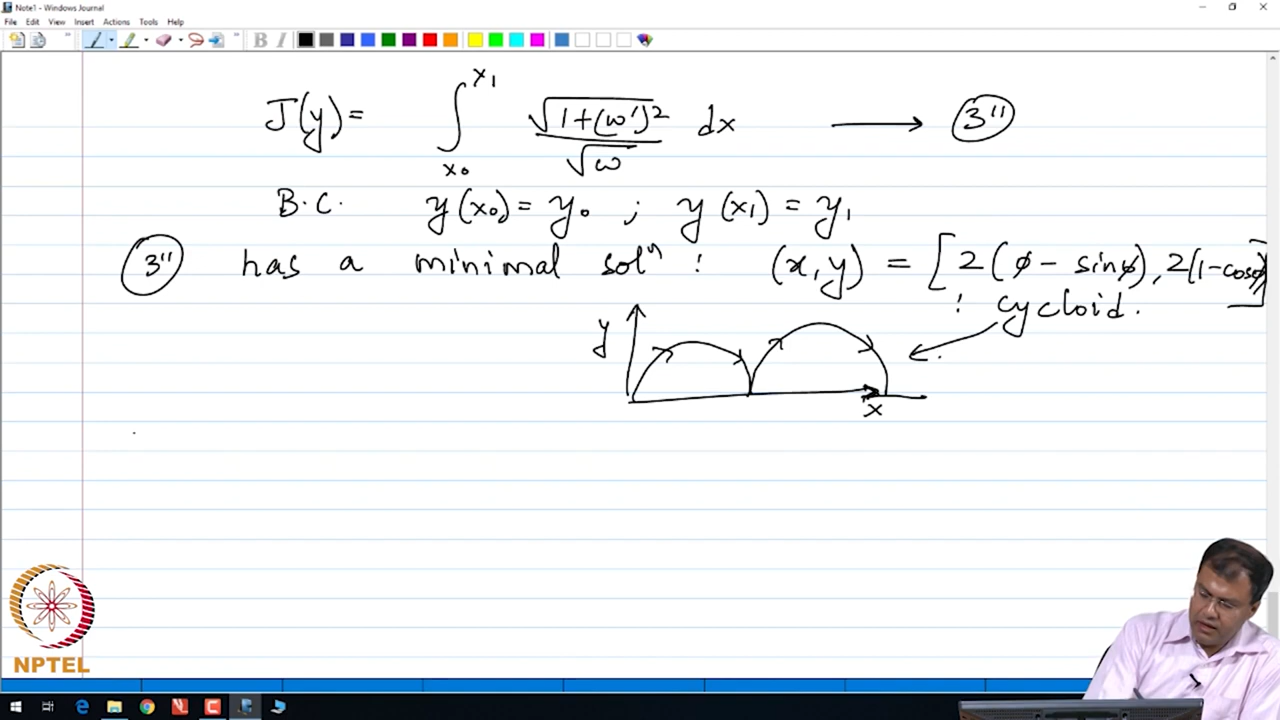 Note1 - Windows Journal
File Edit View Insert Actions Tools Help
B I
J(y) = ∫_{x0}^{x1} √(1+(ω')²) / √ω dx → 3''
B.C. y(x0) = y0 ; y(x1) = y1
3'' has a minimal solⁿ : (x,y) = [2(φ - sinφ), 2(1-cosφ)]
: cycloid.
y
x
NPTEL